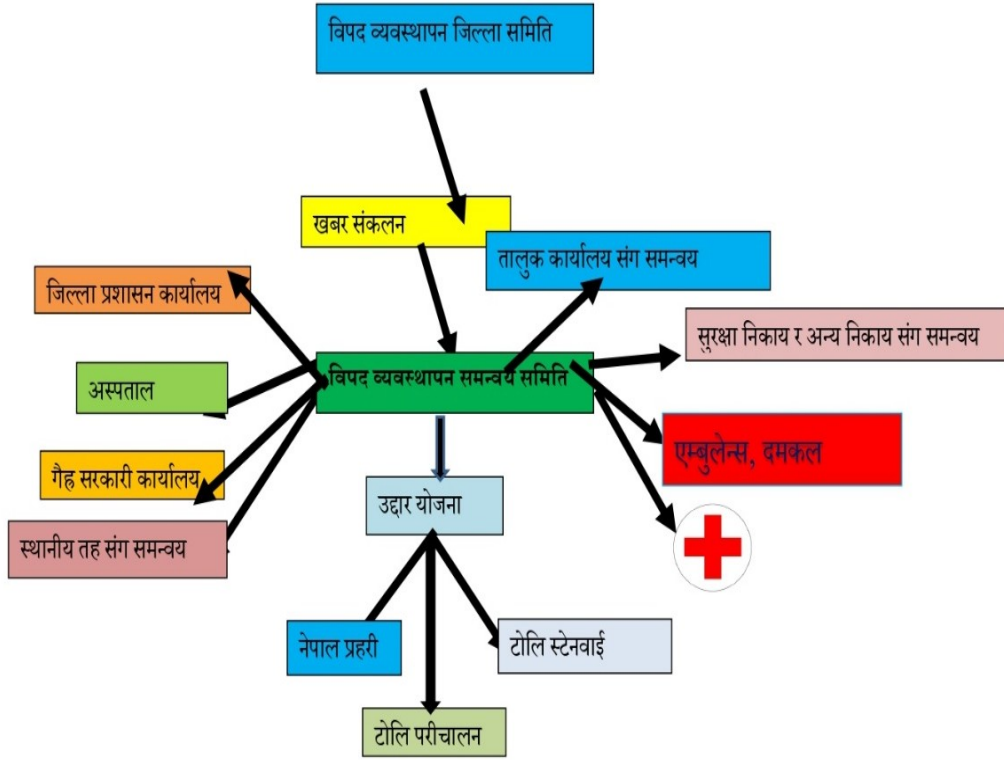 विपद व्यवस्थापन जिल्ला समिति
खबर संकलन
तालुक कार्यालय संग समन्वय
जिल्ला प्रशासन कार्यालय
सुरक्षा निकाय र अन्य निकाय संग समन्वय
विपद व्यवस्थापन समन्वय समिति
अस्पताल
एम्बुलेन्स, दमकल
गैह्र सरकारी कार्यालय
उद्दार योजना
स्थानीय तह संग समन्वय
नेपाल प्रहरी
टोलि स्टेनवाई
टोलि परीचालन